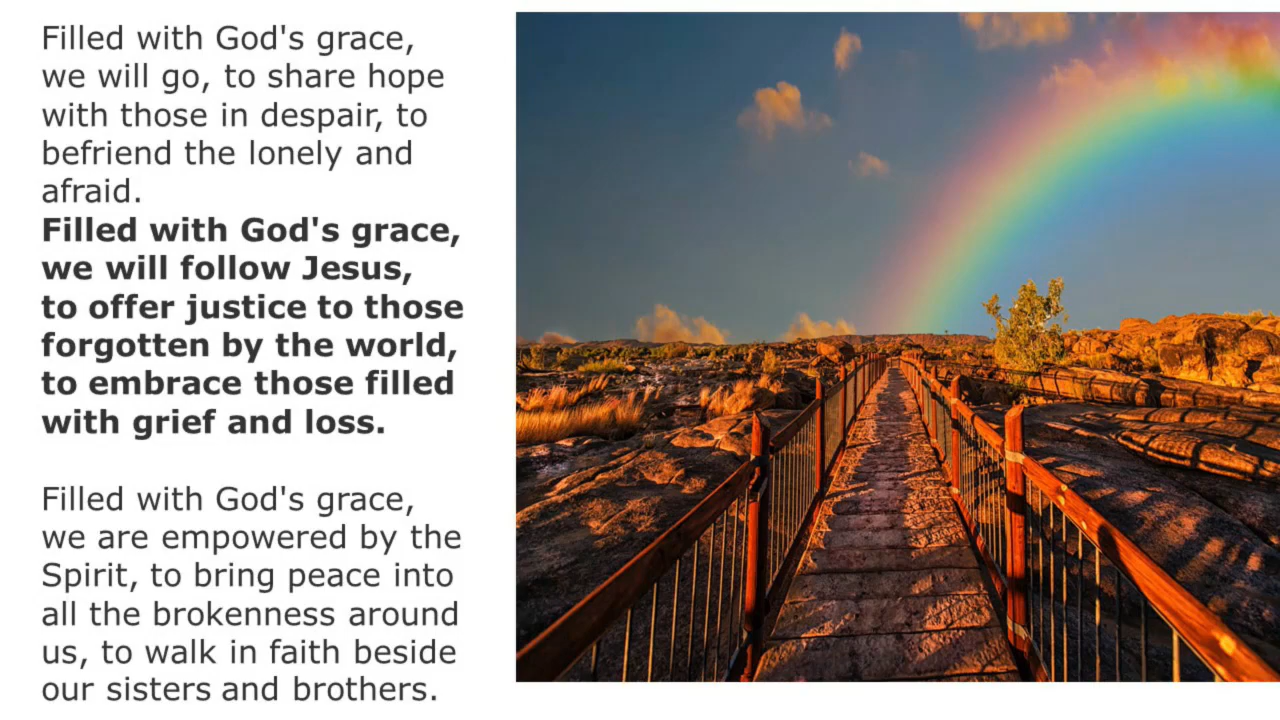 Filled with God's grace,
we will go, to share hope
with those in despair, to
befriend the lonely and
afraid.
Filled with God's grace,
we will follow Jesus,
to offer justice to those
forgotten by the world,
to embrace those filled
with grief and loss.
Filled with God's grace,
we are empowered by the
Spirit, to bring peace into
all the brokenness around
us, to walk in faith beside
our sisters and brothers.